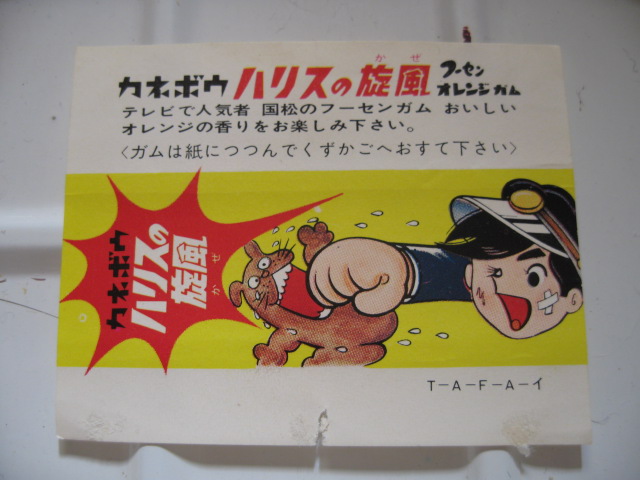 カネボウ ハリスの旋風 フーセン オレンジガム
かぜ
テレビで人気者 国松のフーセンガム おいしい
オレンジの香りをお楽しみ下さい。
〈ガムは紙につつんでくずかごへおすて下さい〉
カネボウ
ハリスの
旋風
かぜ
T-A-F-A-イ